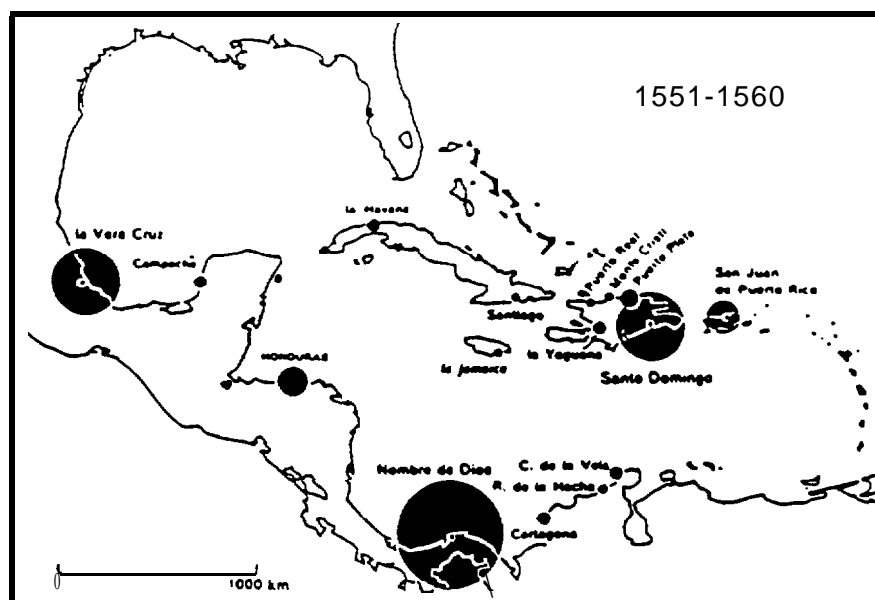 1551-1560
la Havana
la Vera Cruz
Campeche
Puerto Real
Monte Cristi
Puerto Plata
San Juan
de Puerto Rico
Santiago
la Yaguana
la Jamaica
Santo Domingo
HONDURAS
Nombre de Dios
C. de la Vela
R. de la Hacha
Cartagena
0
1000 km